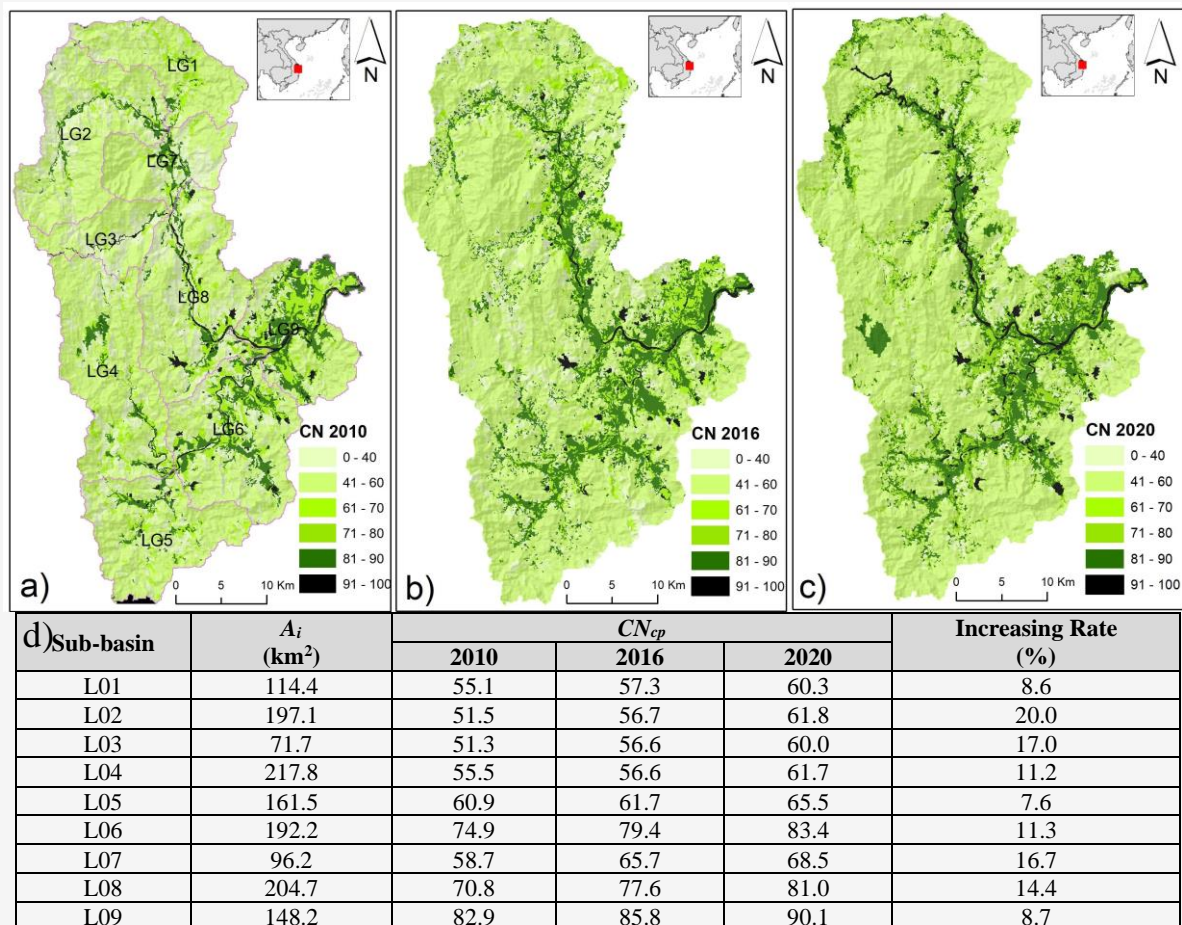 N
LG1
LG2
LG7
LG3
LG8
LG9
LG4
LG6
LG5
CN 2010
0 - 40
41 - 60
61 - 70
71 - 80
81 - 90
91 - 100
0 5 10 Km
a)
N
CN 2016
0 - 40
41 - 60
61 - 70
71 - 80
81 - 90
91 - 100
0 5 10 Km
b)
N
CN 2020
0 - 40
41 - 60
61 - 70
71 - 80
81 - 90
91 - 100
0 5 10 Km
c)
d) Sub-basin Ai (km²) CNcp Increasing Rate (%)
2010 2016 2020
L01 114.4 55.1 57.3 60.3 8.6
L02 197.1 51.5 56.7 61.8 20.0
L03 71.7 51.3 56.6 60.0 17.0
L04 217.8 55.5 56.6 61.7 11.2
L05 161.5 60.9 61.7 65.5 7.6
L06 192.2 74.9 79.4 83.4 11.3
L07 96.2 58.7 65.7 68.5 16.7
L08 204.7 70.8 77.6 81.0 14.4
L09 148.2 82.9 85.8 90.1 8.7